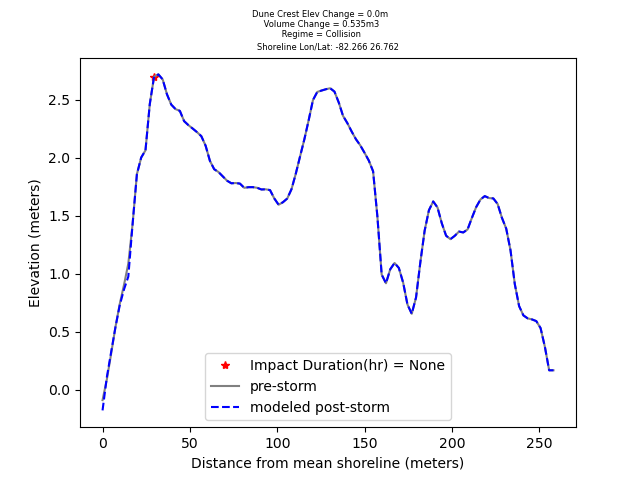 Dune Crest Elev Change = 0.0m
Volume Change = 0.535m3
Regime = Collision
Shoreline Lon/Lat: -82.266 26.762
Elevation (meters)
2.5
2.0
1.5
1.0
0.5
0.0
Impact Duration(hr) = None
pre-storm
modeled post-storm
0 50 100 150 200 250
Distance from mean shoreline (meters)